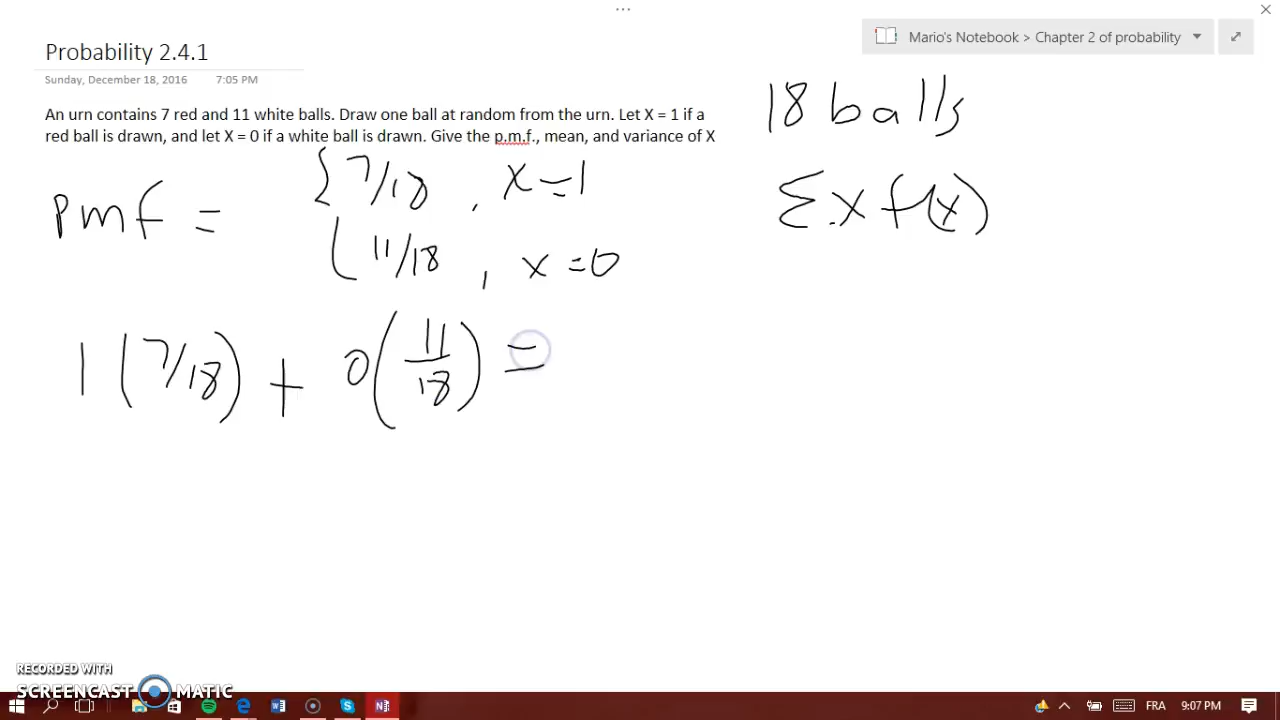 Mario's Notebook > Chapter 2 of probability
Probability 2.4.1
Sunday, December 18, 2016 7:05 PM
An urn contains 7 red and 11 white balls. Draw one ball at random from the urn. Let X = 1 if a
red ball is drawn, and let X = 0 if a white ball is drawn. Give the p.m.f., mean, and variance of X
18 balls
Σ x f(x)
pmf = { 7/18 , x=1
11/18 , x=0
1 (7/18) + 0(11/18) =
RECORDED WITH
SCREENCAST MATIC
FRA
9:07 PM